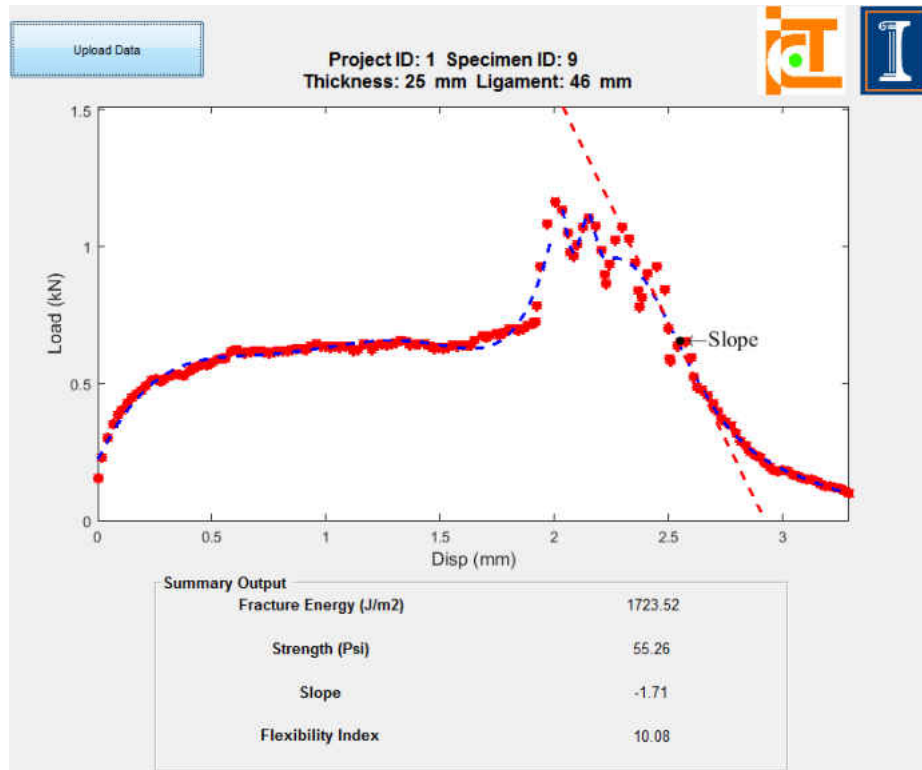 Upload Data
Project ID: 1 Specimen ID: 9
Thickness: 25 mm Ligament: 46 mm
1.5
1
0.5
0
Load (kN)
Slope
0 0.5 1 1.5 2 2.5 3
Disp (mm)
Summary Output
Fracture Energy (J/m2) 1723.52
Strength (Psi) 55.26
Slope -1.71
Flexibility Index 10.08